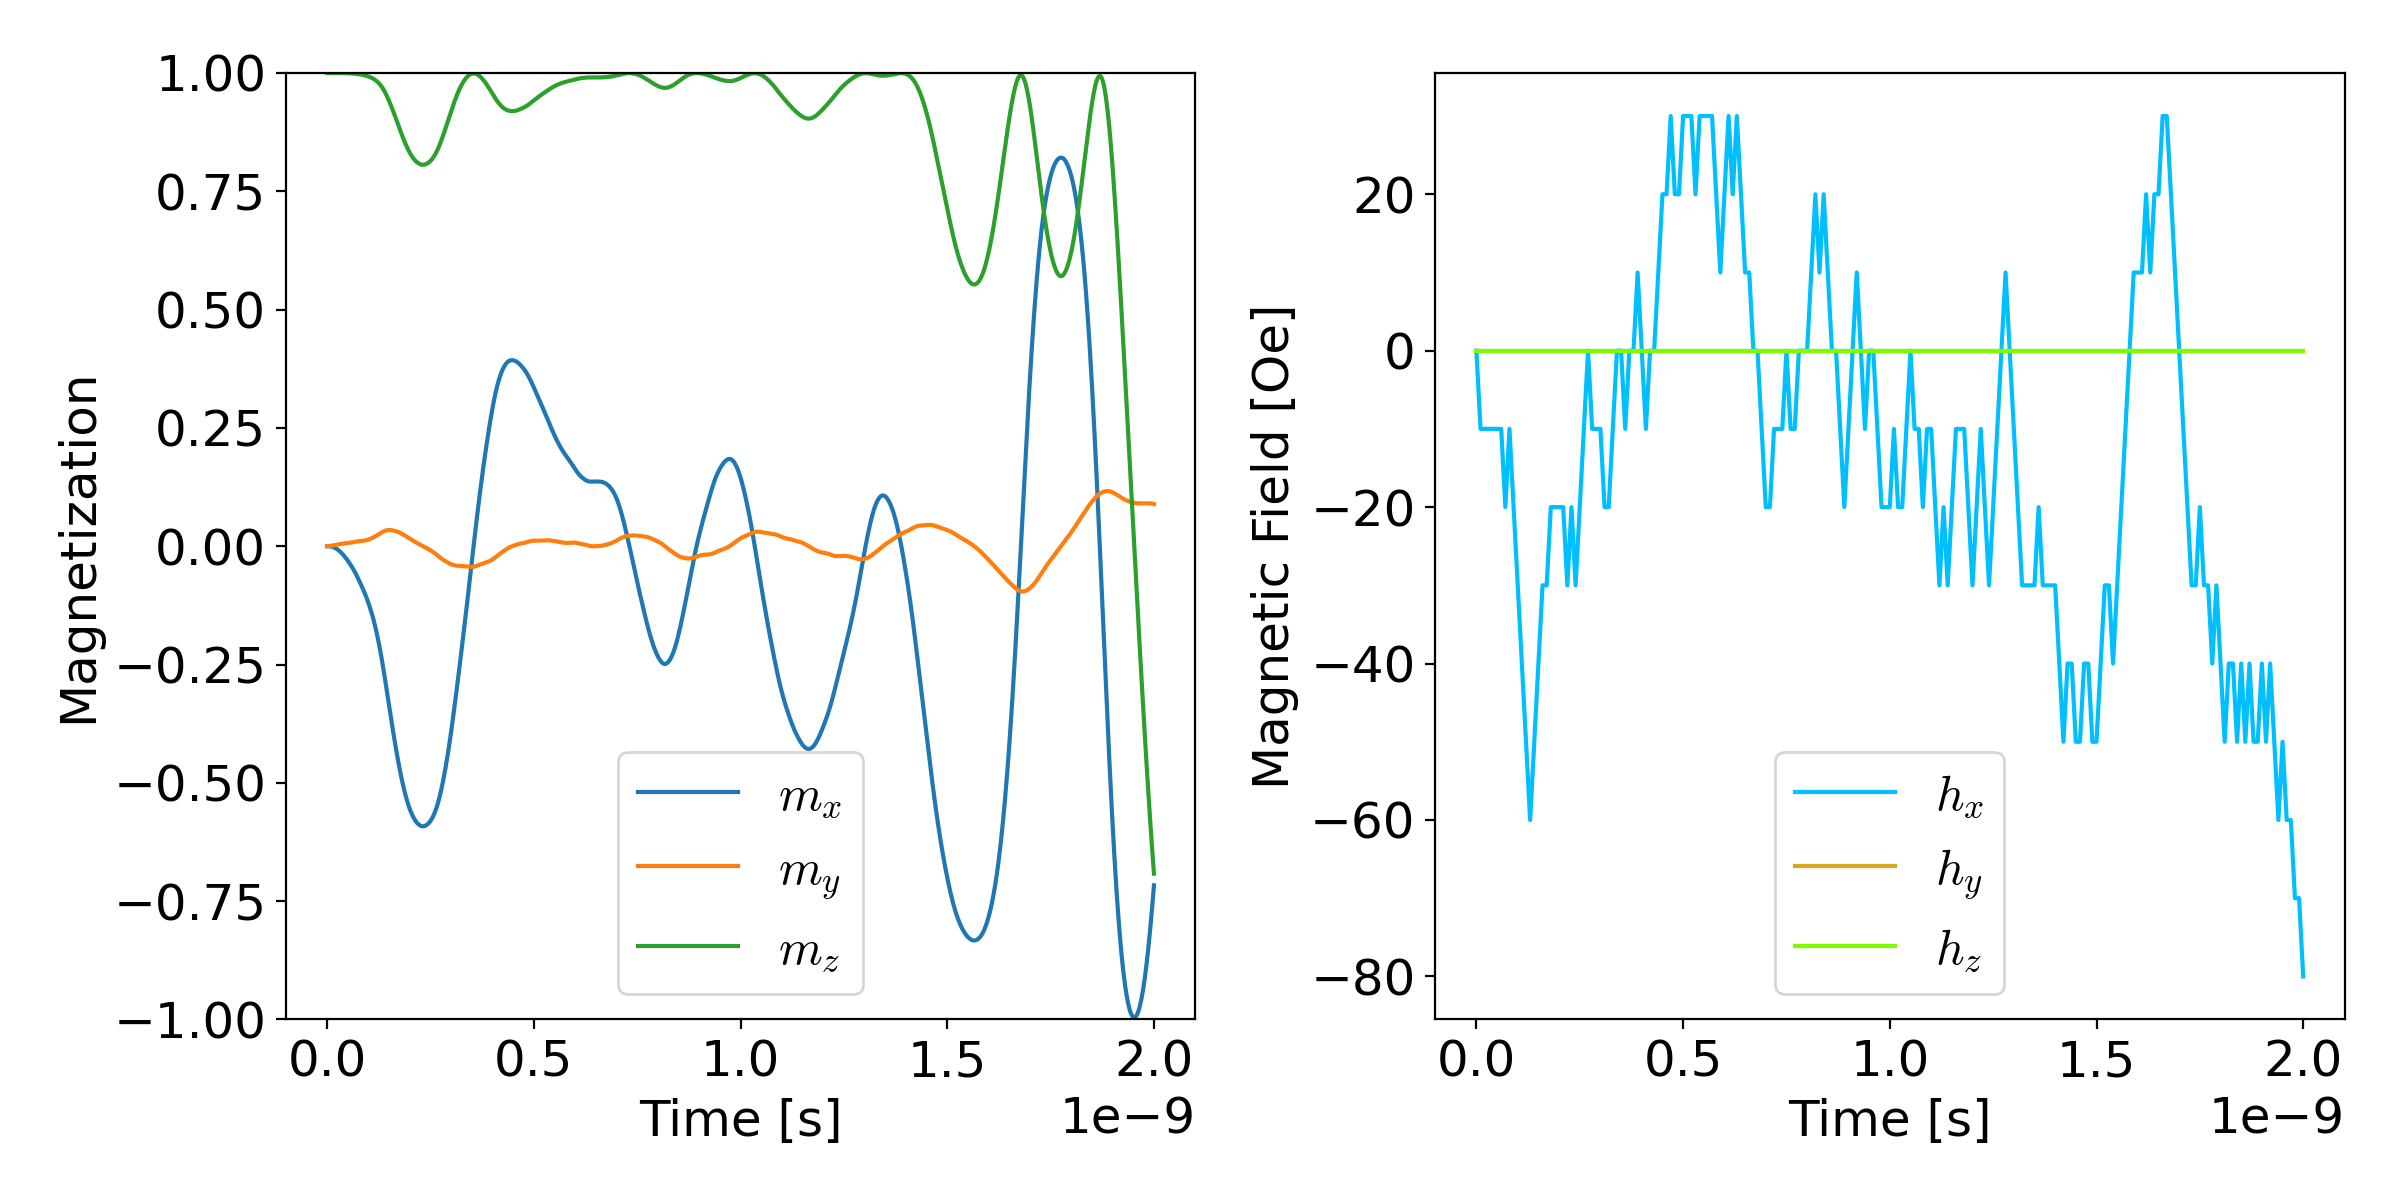 Magnetization
1.00
0.75
0.50
0.25
0.00
−0.25
−0.50
−0.75
−1.00
m_x
m_y
m_z
0.0 0.5 1.0 1.5 2.0
Time [s]
1e−9
Magnetic Field [Oe]
20
0
−20
−40
−60
−80
h_x
h_y
h_z
0.0 0.5 1.0 1.5 2.0
Time [s]
1e−9